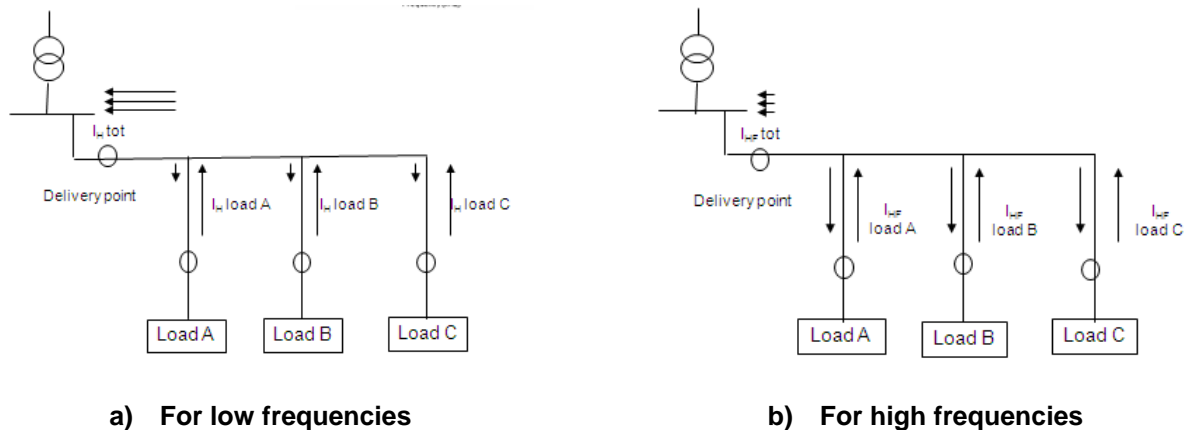 I_H tot
Delivery point
I_H load A
I_H load B
I_H load C
Load A
Load B
Load C
a) For low frequencies
I_HF tot
Delivery point
I_HF
load A
I_HF
load B
I_HF
load C
Load A
Load B
Load C
b) For high frequencies